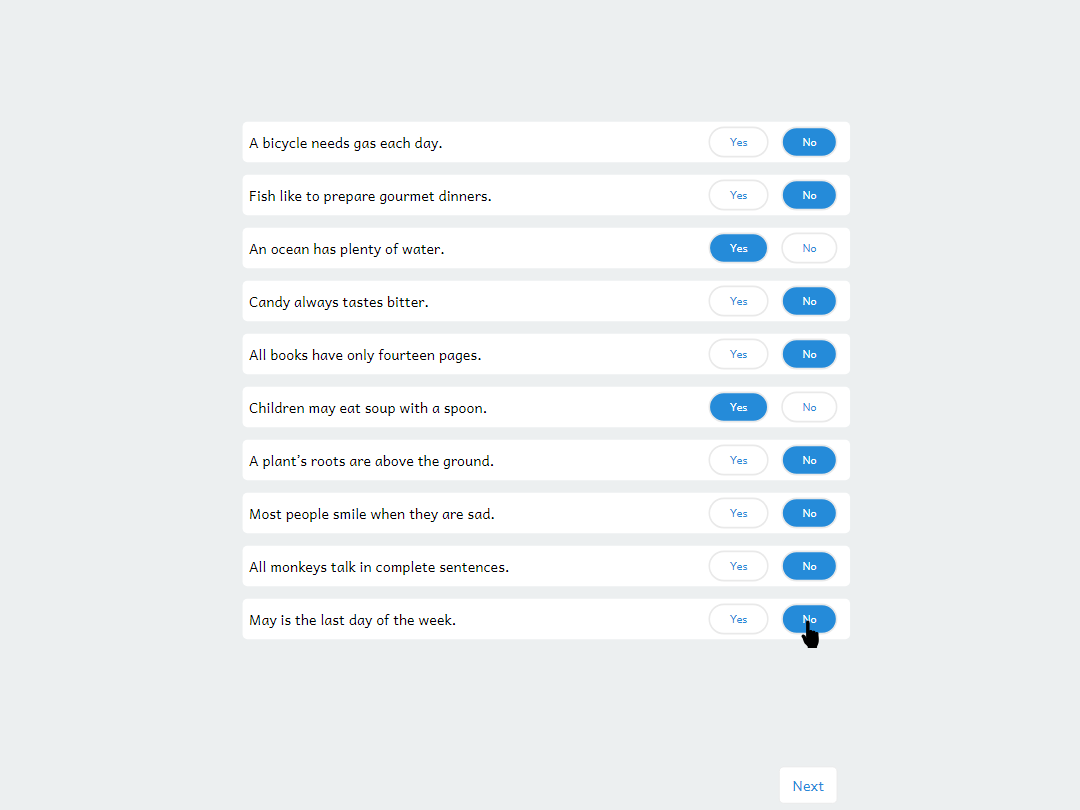 A bicycle needs gas each day. Yes No
Fish like to prepare gourmet dinners. Yes No
An ocean has plenty of water. Yes No
Candy always tastes bitter. Yes No
All books have only fourteen pages. Yes No
Children may eat soup with a spoon. Yes No
A plant's roots are above the ground. Yes No
Most people smile when they are sad. Yes No
All monkeys talk in complete sentences. Yes No
May is the last day of the week. Yes No
Next